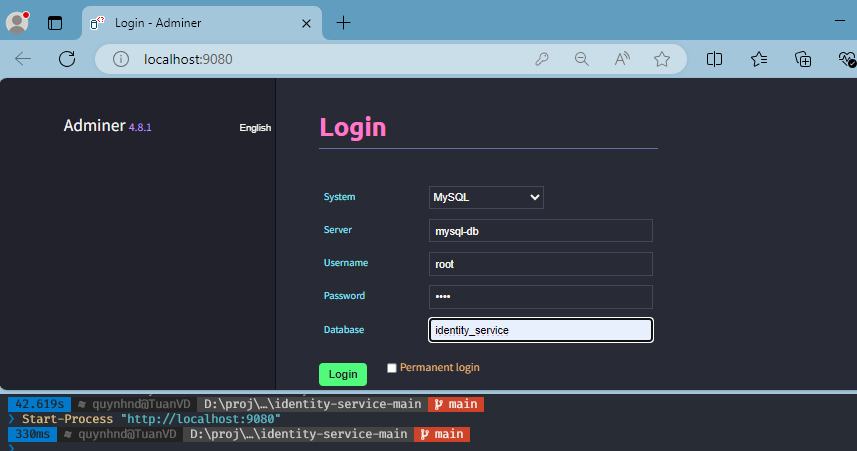 Login - Adminer
localhost:9080
Adminer 4.8.1
English
Login
System
MySQL
Server
mysql-db
Username
root
Password
••••
Database
identity_service
Login
Permanent login
42.619s quynhnd@TuanVD D:\proj\…\identity-service-main main
❯ Start-Process "http://localhost:9080"
330ms quynhnd@TuanVD D:\proj\…\identity-service-main main
❯